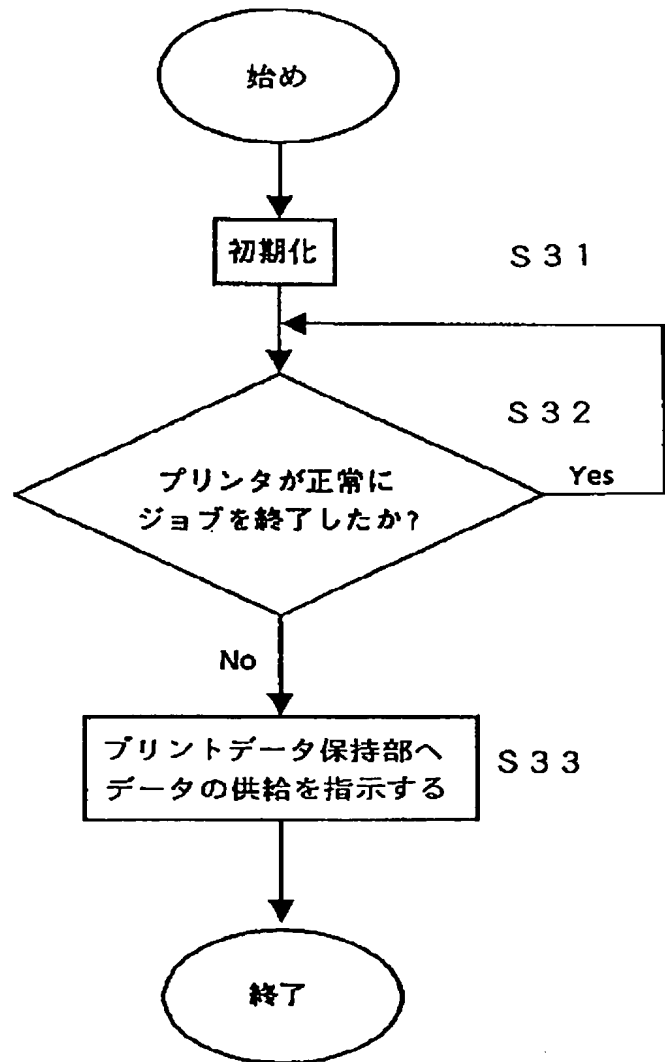 始め
初期化
S31
S32
プリンタが正常に
ジョブを終了したか?
Yes
No
プリントデータ保持部へ
データの供給を指示する
S33
終了